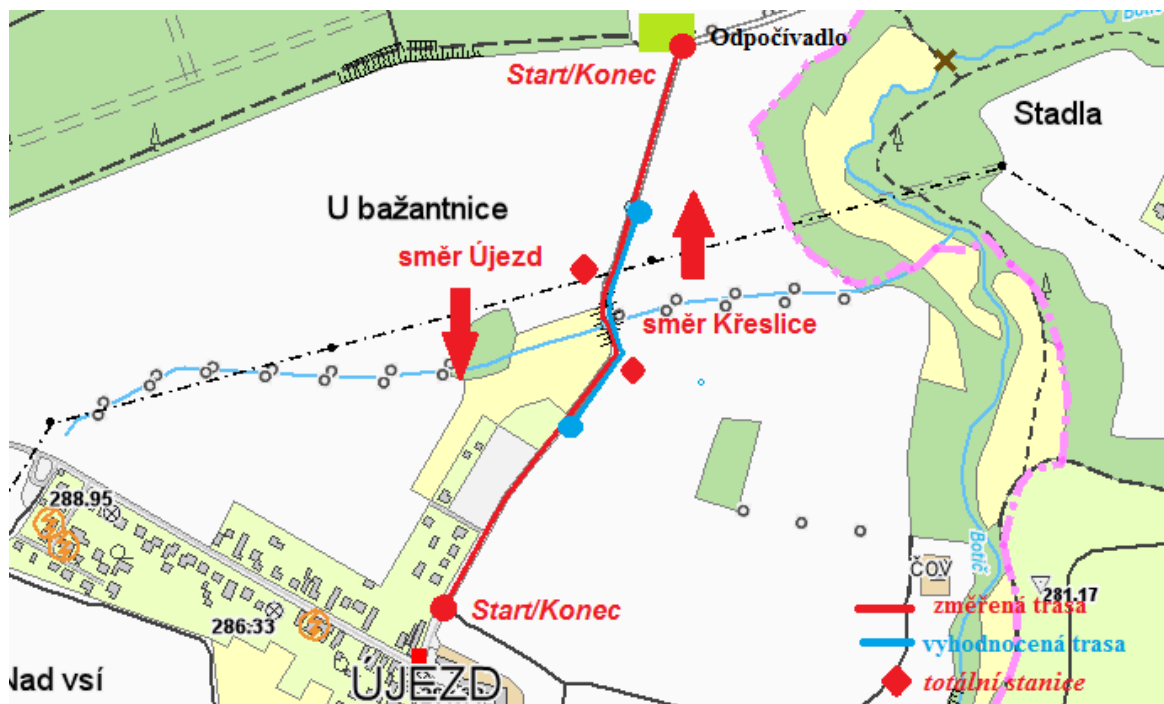 Botič
Odpočívadlo
Start/Konec
Stadla
U bažantnice
směr Újezd
směr Křeslice
288.95
286.33
ČOV
Botič
281.17
změřená trasa
Start/Konec
vyhodnocená trasa
Nad vsí
ÚJEZD
totální stanice